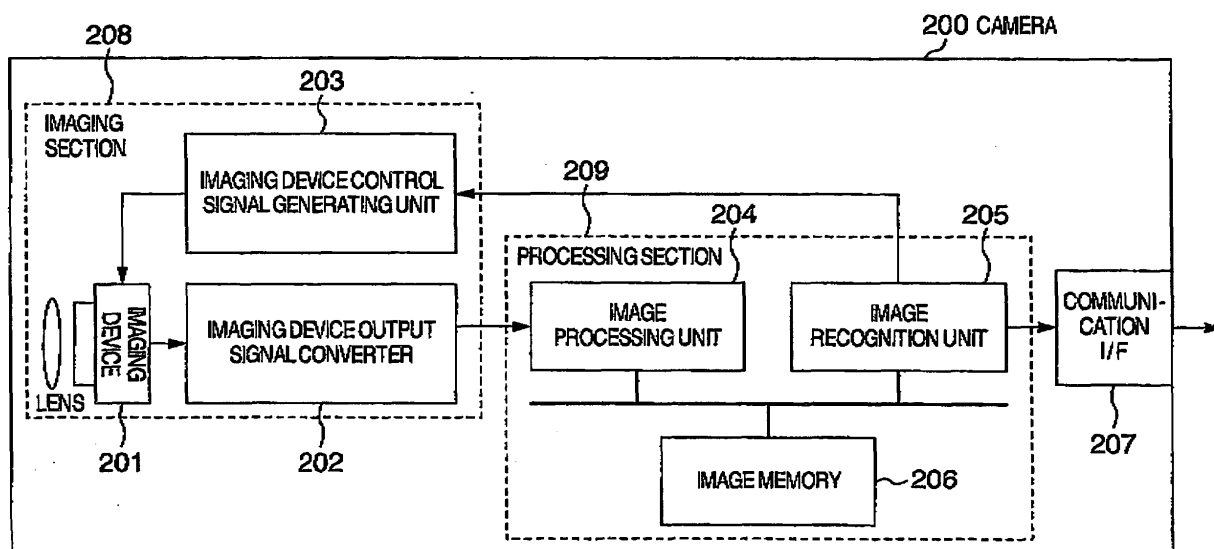 200 CAMERA
208
203
IMAGING
SECTION
IMAGING DEVICE CONTROL
SIGNAL GENERATING UNIT
209
204
205
PROCESSING SECTION
IMAGING
DEVICE
IMAGING DEVICE OUTPUT
SIGNAL CONVERTER
IMAGE
PROCESSING UNIT
IMAGE
RECOGNITION UNIT
COMMUNI-
CATION
I/F
LENS
201
202
207
IMAGE MEMORY
206